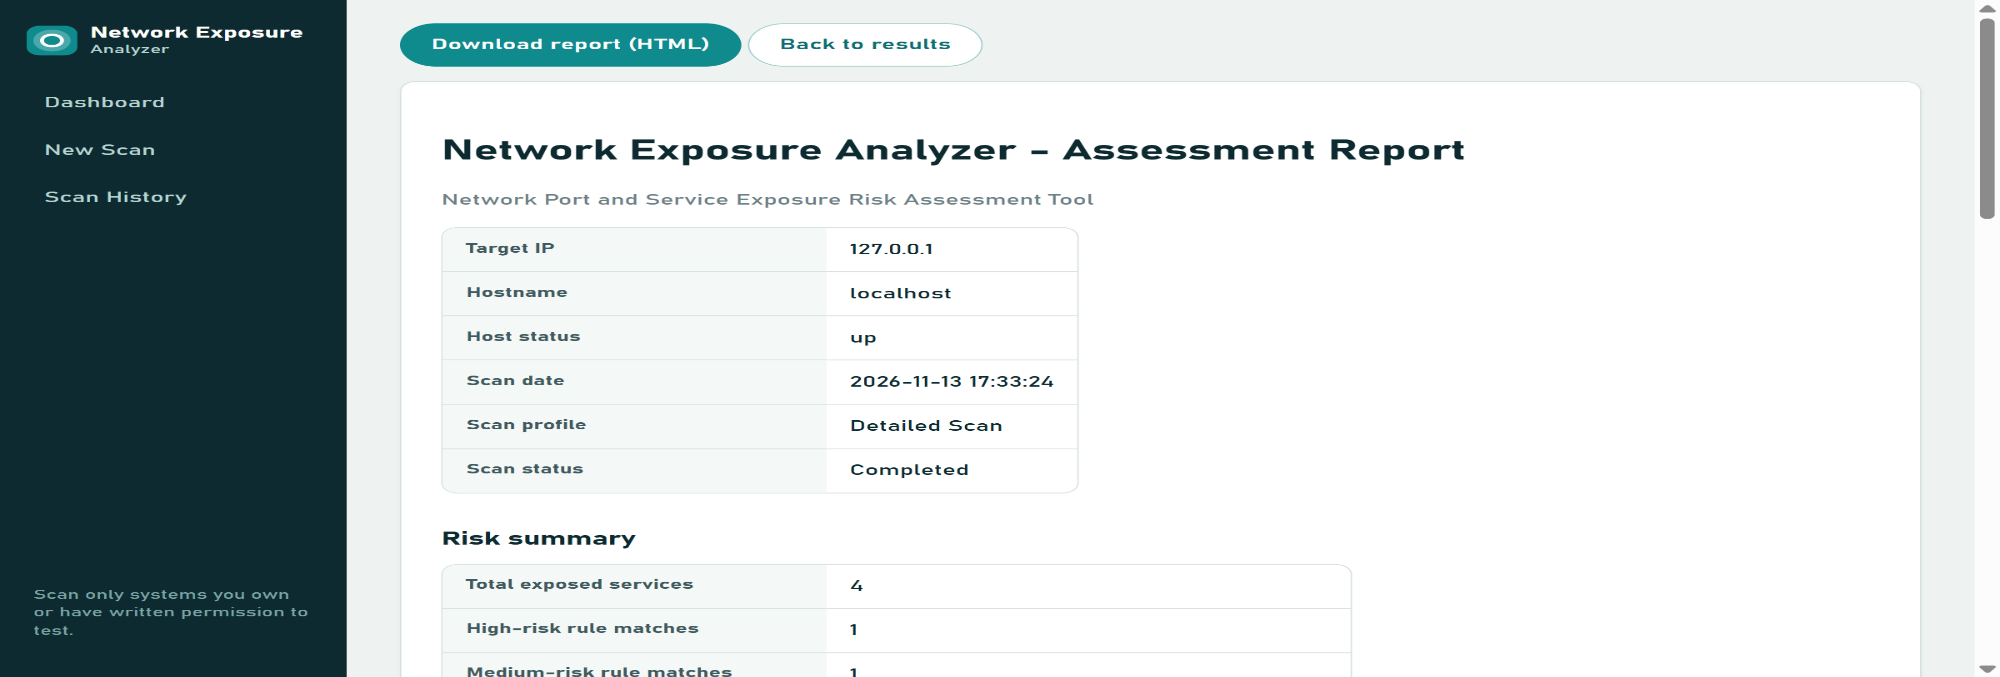 Network Exposure
Analyzer
Dashboard
New Scan
Scan History
Scan only systems you own
or have written permission to
test.
Download report (HTML)
Back to results
Network Exposure Analyzer – Assessment Report
Network Port and Service Exposure Risk Assessment Tool
Target IP 127.0.0.1
Hostname localhost
Host status up
Scan date 2026-11-13 17:33:24
Scan profile Detailed Scan
Scan status Completed
Risk summary
Total exposed services 4
High-risk rule matches 1
Medium-risk rule matches 1